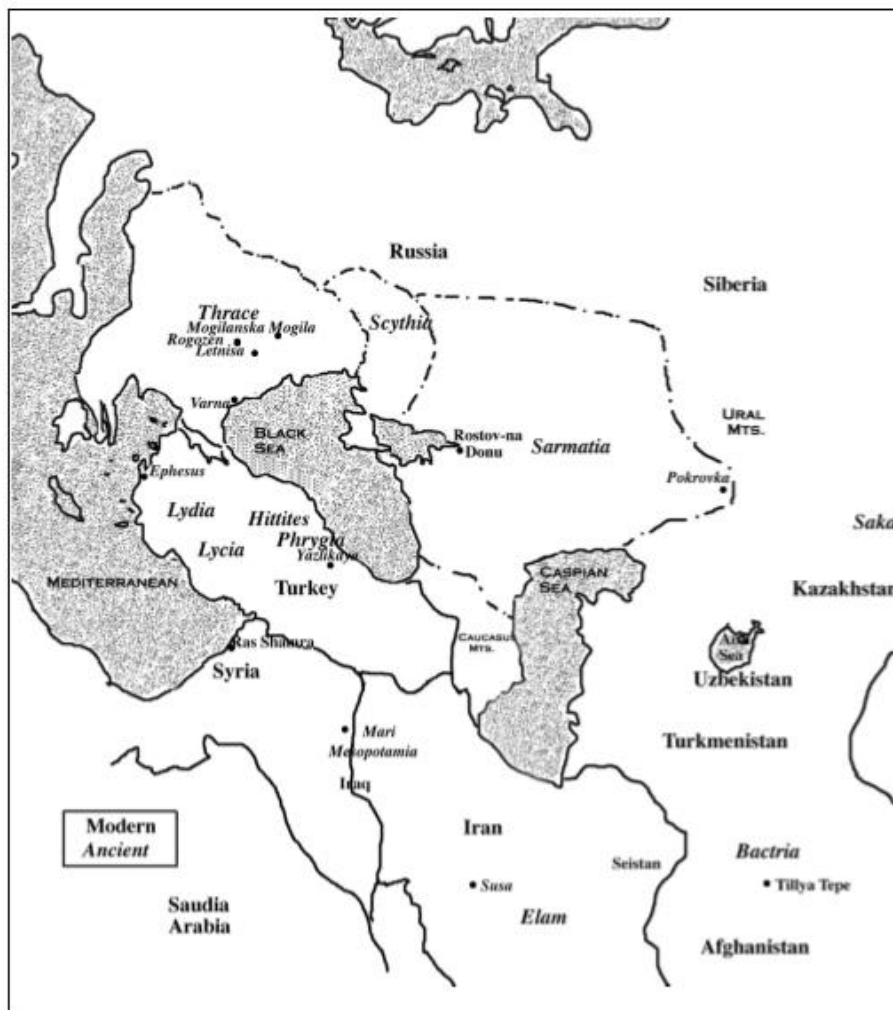 Russia
Siberia
Thrace
Mogilanska Mogila
Rogozen
Letnisa
Scythia
Varna
BLACK
SEA
Rostov-na
Donu
Sarmatia
URAL
MTS.
Pokrovka
Ephesus
Lydia
Hittites
Phrygia
Lycia
Yazlikaya
Turkey
Saka
MEDITERRANEAN
CASPIAN
SEA
Kazakhstan
CAUCASUS
MTS.
Sea
Uzbekistan
Ras Shamra
Syria
Turkmenistan
Mari
Mesopotamia
Iraq
Modern
Ancient
Iran
Seistan
Bactria
Susa
Tillya Tepe
Saudia
Arabia
Elam
Afghanistan